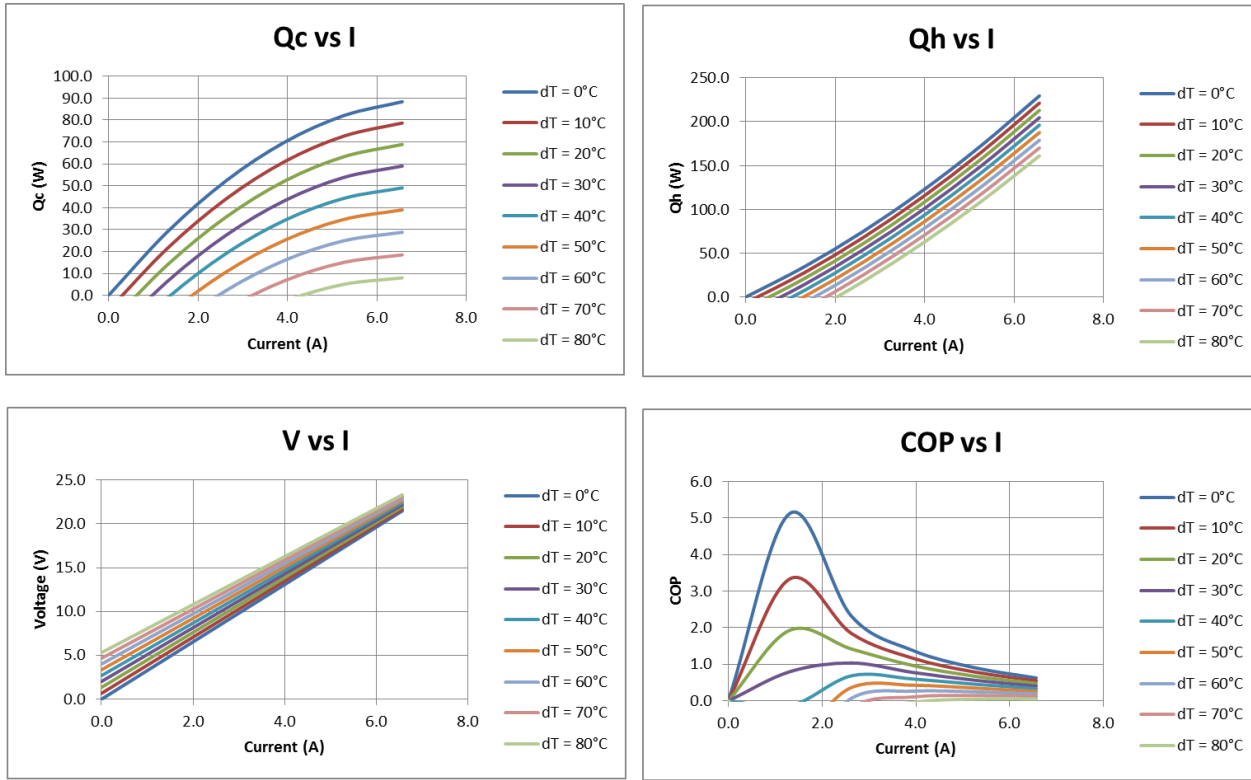 Qc vs I
100.0
90.0
80.0
70.0
60.0
50.0
40.0
30.0
20.0
10.0
0.0
Qc (W)
0.0 2.0 4.0 6.0 8.0
Current (A)
dT = 0°C
dT = 10°C
dT = 20°C
dT = 30°C
dT = 40°C
dT = 50°C
dT = 60°C
dT = 70°C
dT = 80°C
Qh vs I
250.0
200.0
150.0
100.0
50.0
0.0
Qh (W)
0.0 2.0 4.0 6.0 8.0
Current (A)
dT = 0°C
dT = 10°C
dT = 20°C
dT = 30°C
dT = 40°C
dT = 50°C
dT = 60°C
dT = 70°C
dT = 80°C
V vs I
25.0
20.0
15.0
10.0
5.0
0.0
Voltage (V)
0.0 2.0 4.0 6.0 8.0
Current (A)
dT = 0°C
dT = 10°C
dT = 20°C
dT = 30°C
dT = 40°C
dT = 50°C
dT = 60°C
dT = 70°C
dT = 80°C
COP vs I
6.0
5.0
4.0
3.0
2.0
1.0
0.0
COP
0.0 2.0 4.0 6.0 8.0
Current (A)
dT = 0°C
dT = 10°C
dT = 20°C
dT = 30°C
dT = 40°C
dT = 50°C
dT = 60°C
dT = 70°C
dT = 80°C